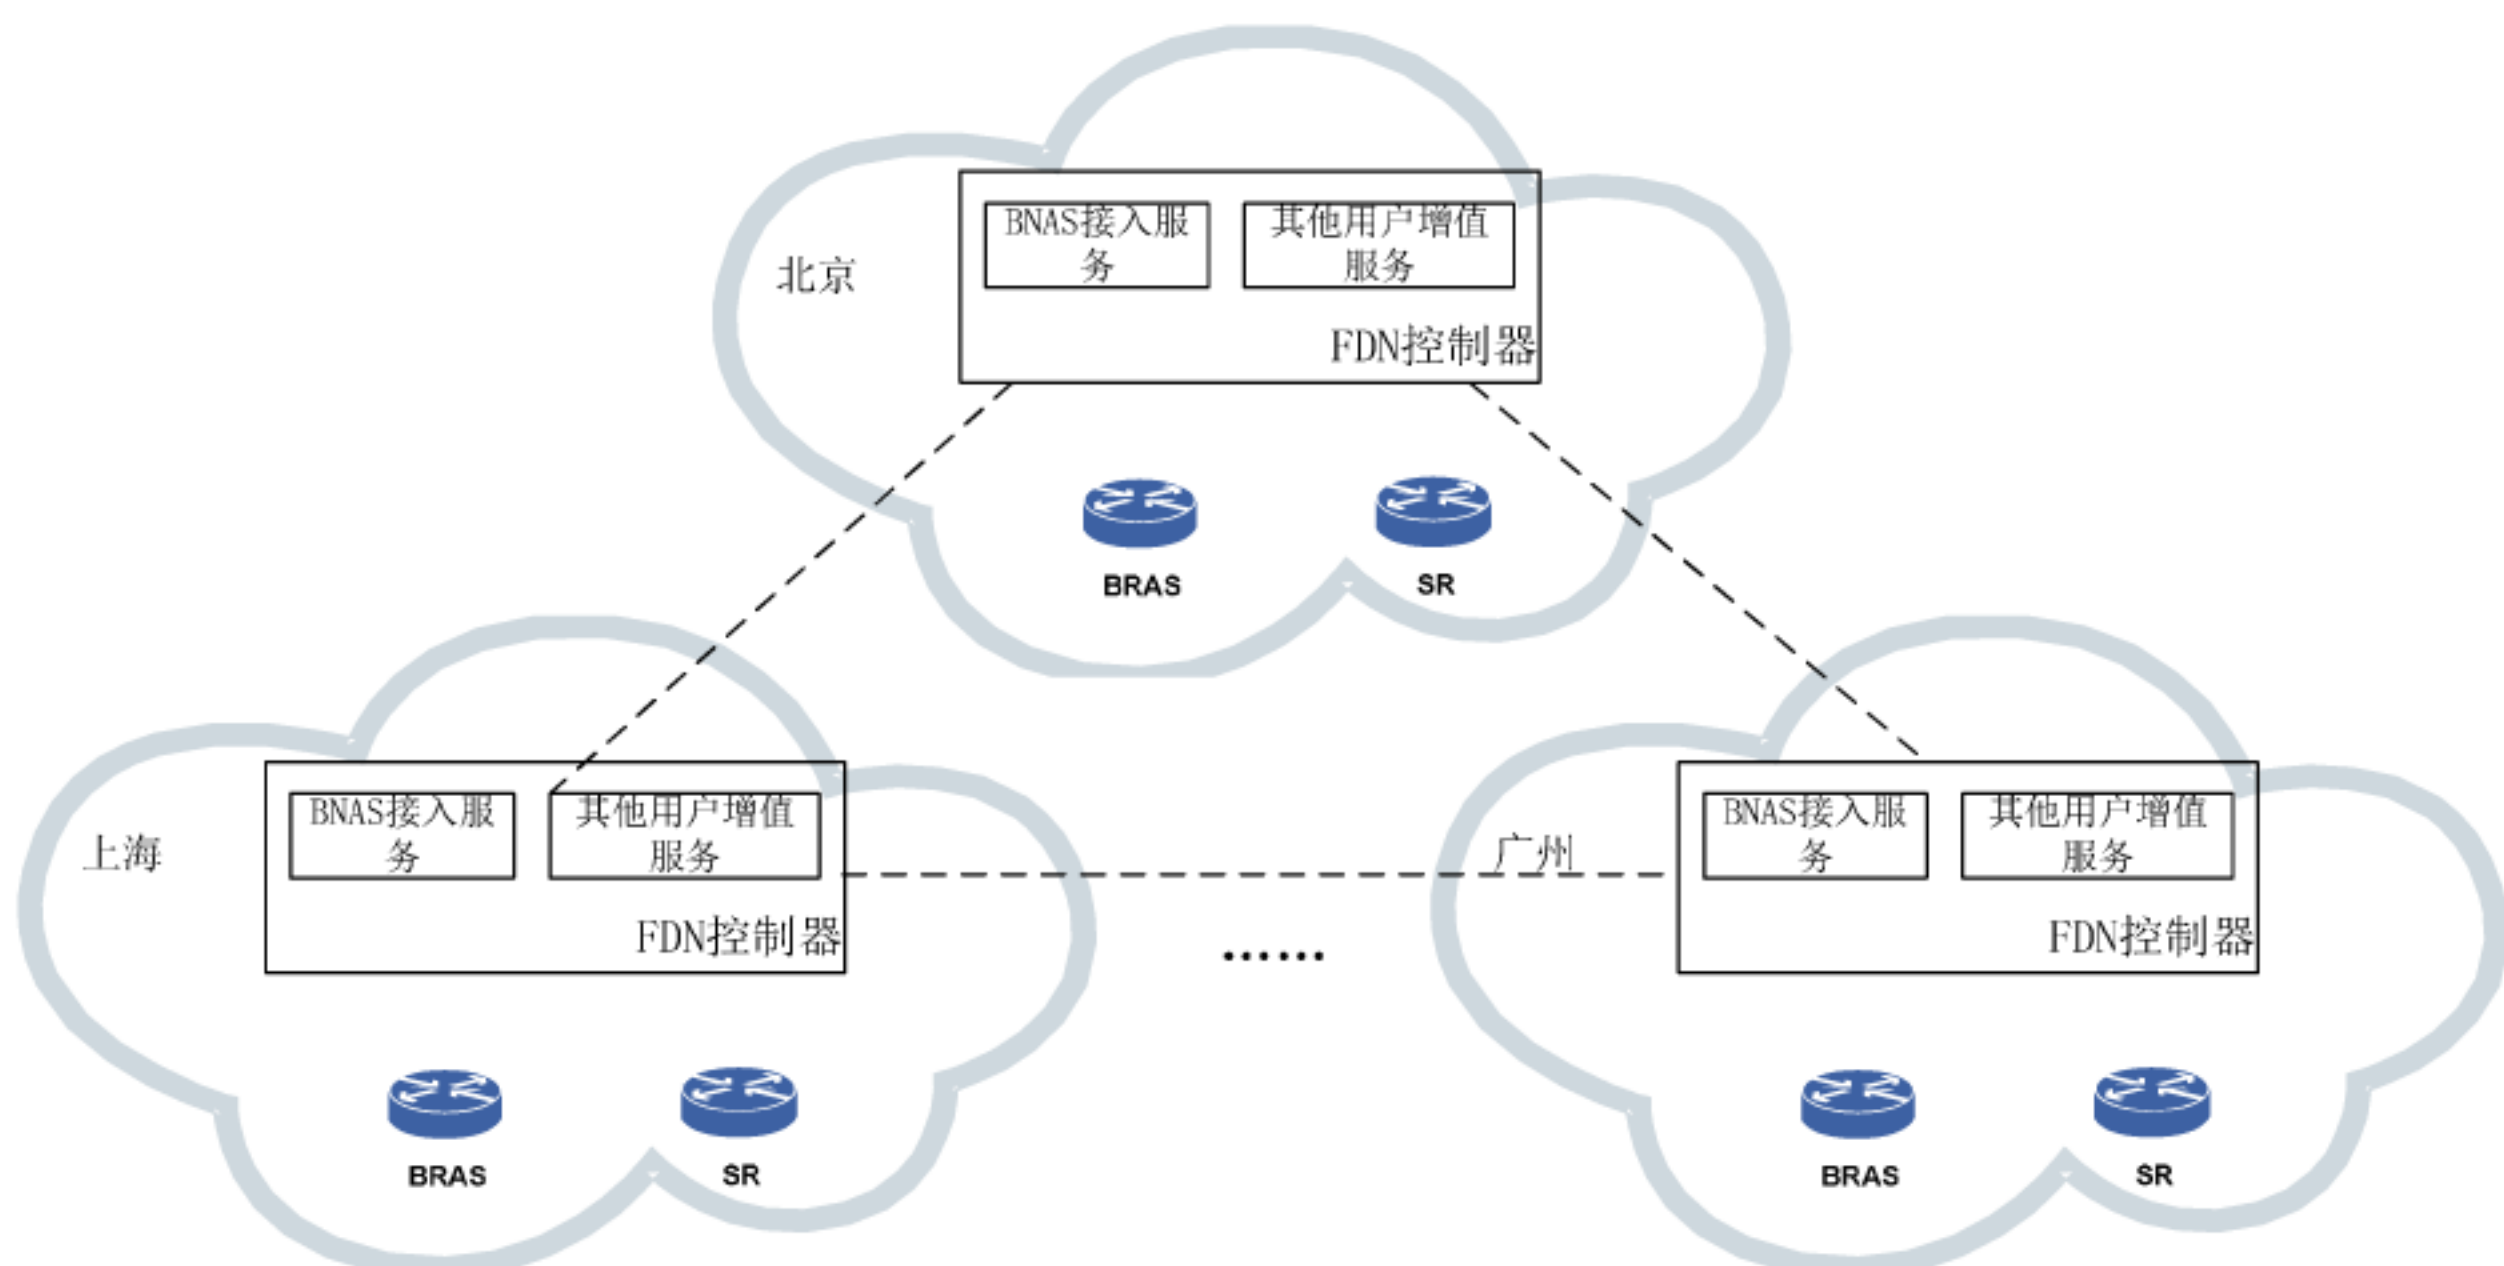 BNAS接入服
务
其他用户增值
服务
北京
FDN控制器
BRAS
SR
BNAS接入服
务
其他用户增值
服务
上海
FDN控制器
BRAS
SR
广州
BNAS接入服
务
其他用户增值
服务
FDN控制器
......
BRAS
SR